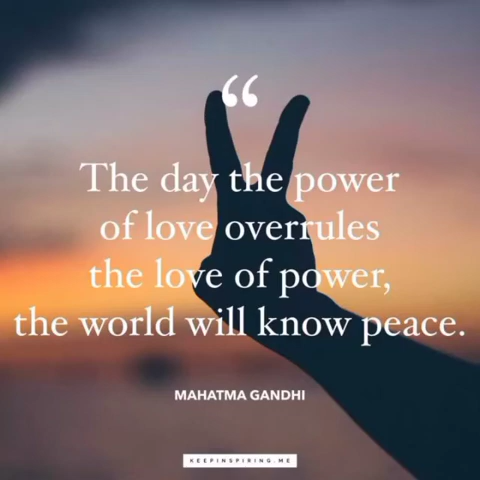 “
The day the power
of love overrules
the love of power,
the world will know peace.
MAHATMA GANDHI
KEEPINSPIRING.ME